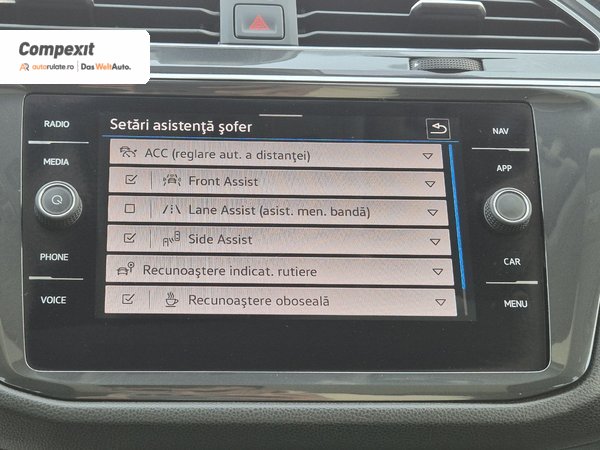 Compexit
AR autorulate.ro | Das WeltAuto.
RADIO
MEDIA
PHONE
VOICE
Setări asistenţă şofer
ACC (reglare aut. a distanţei)
Front Assist
Lane Assist (asist. men. bandă)
Side Assist
Recunoaştere indicat. rutiere
Recunoaştere oboseală
NAV
APP
CAR
MENU